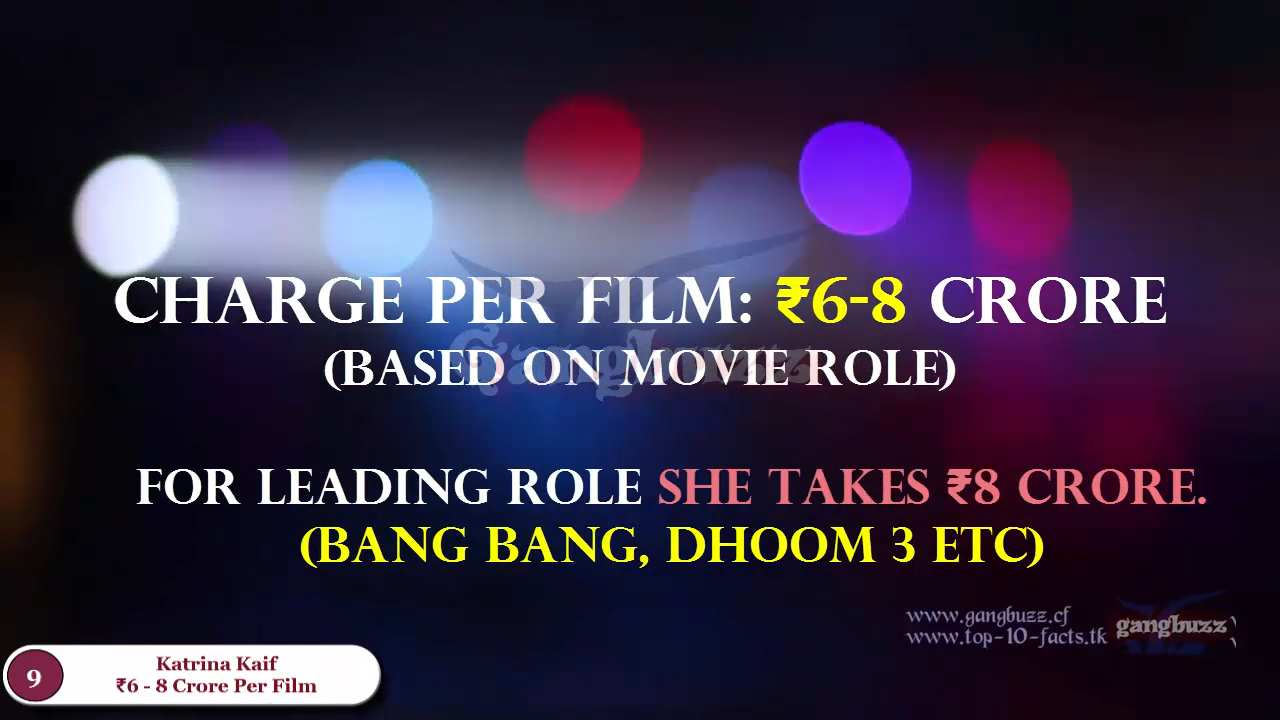 CHARGE PER FILM: ₹6-8 CRORE
(BASED ON MOVIE ROLE)
Gangbuzz
FOR LEADING ROLE SHE TAKES ₹8 CRORE.
(BANG BANG, DHOOM 3 ETC)
www.gangbuzz.cf
www.top-10-facts.tk
gangbuzz
9
Katrina Kaif
₹6 - 8 Crore Per Film